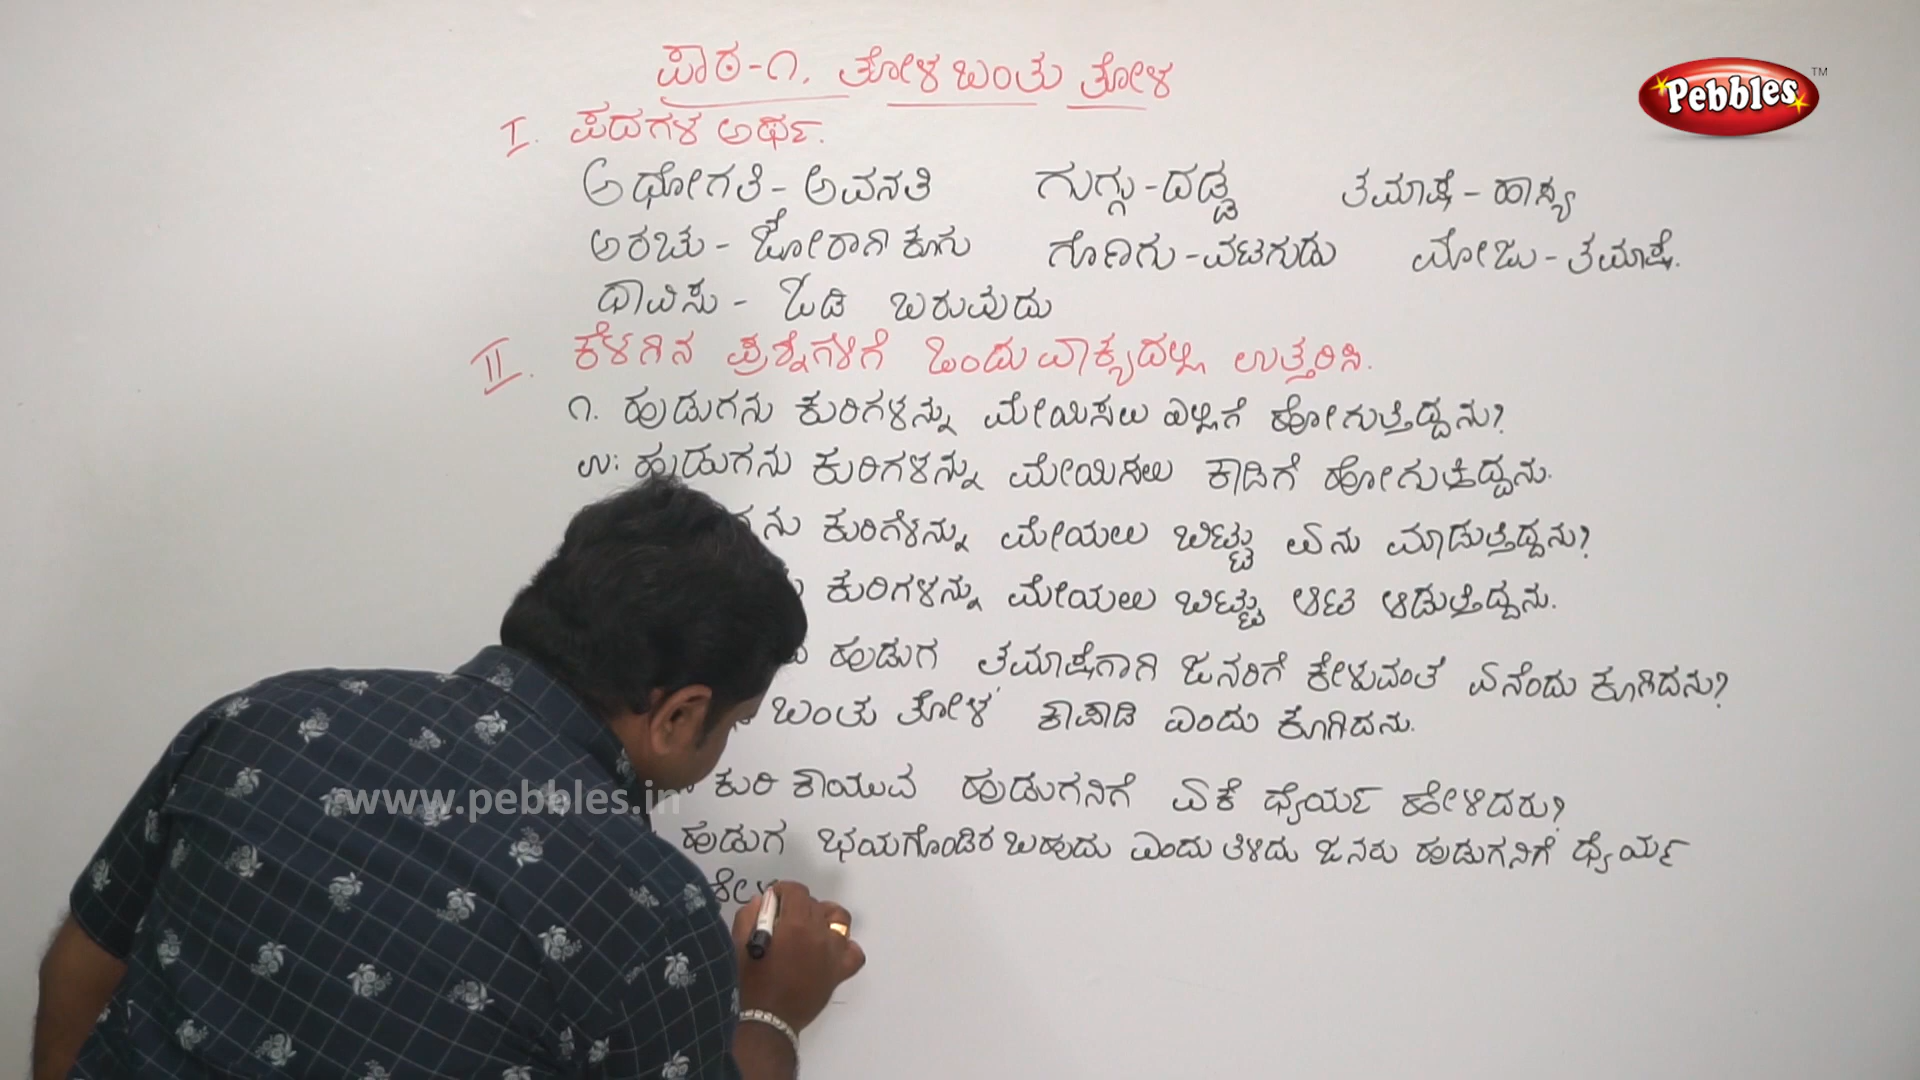 ಪಾಠ-೧. ತೋಳ ಬಂತು ತೋಳ
Pebbles TM
I. ಪದಗಳ ಅರ್ಥ.
ಅಧೋಗತಿ - ಅವನತಿ ಗುಗ್ಗು - ದಡ್ಡ ತಮಾಷೆ - ಹಾಸ್ಯ
ಅರಚು - ಜೋರಾಗಿ ಕೂಗು ಗೊಣಗು - ವಟಗುಡು ಮೋಜು - ತಮಾಷೆ.
ಧಾವಿಸು - ಓಡಿ ಬರುವುದು
II. ಕೆಳಗಿನ ಪ್ರಶ್ನೆಗಳಿಗೆ ಒಂದು ವಾಕ್ಯದಲ್ಲಿ ಉತ್ತರಿಸಿ.
೧. ಹುಡುಗನು ಕುರಿಗಳನ್ನು ಮೇಯಿಸಲು ಎಲ್ಲಿಗೆ ಹೋಗುತ್ತಿದ್ದನು?
ಉ: ಹುಡುಗನು ಕುರಿಗಳನ್ನು ಮೇಯಿಸಲು ಕಾಡಿಗೆ ಹೋಗುತ್ತಿದ್ದನು.
ನು ಕುರಿಗಳನ್ನು ಮೇಯಲು ಬಿಟ್ಟು ಏನು ಮಾಡುತ್ತಿದ್ದನು?
ಕುರಿಗಳನ್ನು ಮೇಯಲು ಬಿಟ್ಟು ಆಟ ಆಡುತ್ತಿದ್ದನು.
ಹುಡುಗ ತಮಾಷೆಗಾಗಿ ಜನರಿಗೆ ಕೇಳುವಂತೆ ಏನೆಂದು ಕೂಗಿದನು?
ಬಂತು ತೋಳ' ಕಾಪಾಡಿ ಎಂದು ಕೂಗಿದನು.
ಕುರಿ ಕಾಯುವ ಹುಡುಗನಿಗೆ ಏಕೆ ಧೈರ್ಯ ಹೇಳಿದರು?
ಹುಡುಗ ಭಯಗೊಂಡಿರಬಹುದು ಎಂದು ತಿಳಿದು ಜನರು ಹುಡುಗನಿಗೆ ಧೈರ್ಯ
www.pebbles.in